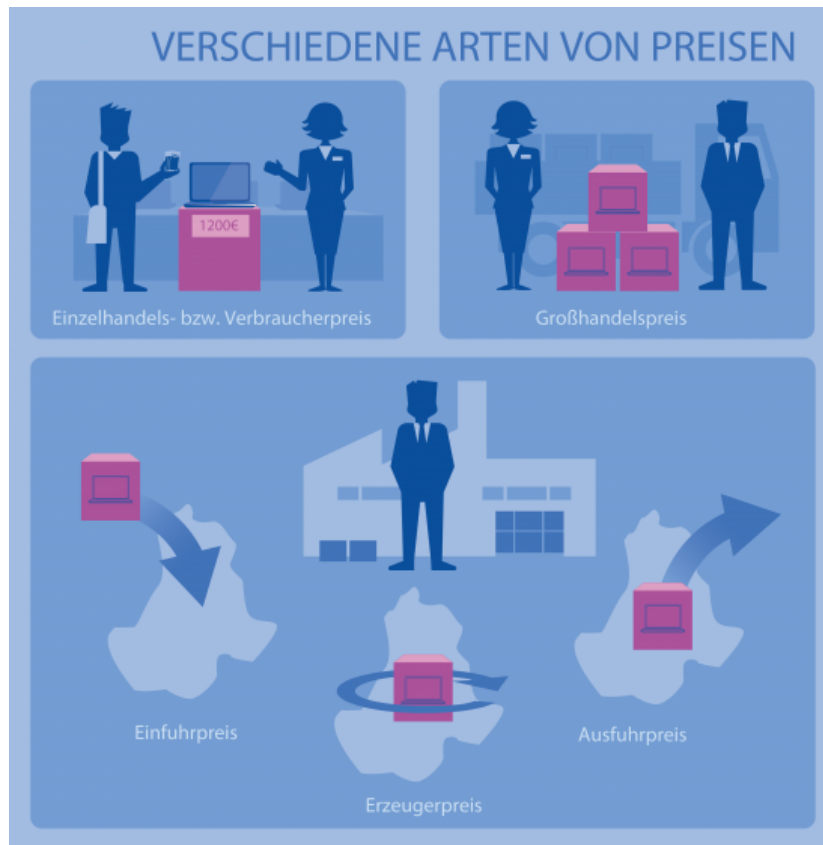 VERSCHIEDENE ARTEN VON PREISEN
1200€
Einzelhandels- bzw. Verbraucherpreis
Großhandelspreis
Einfuhrpreis
Ausfuhrpreis
Erzeugerpreis